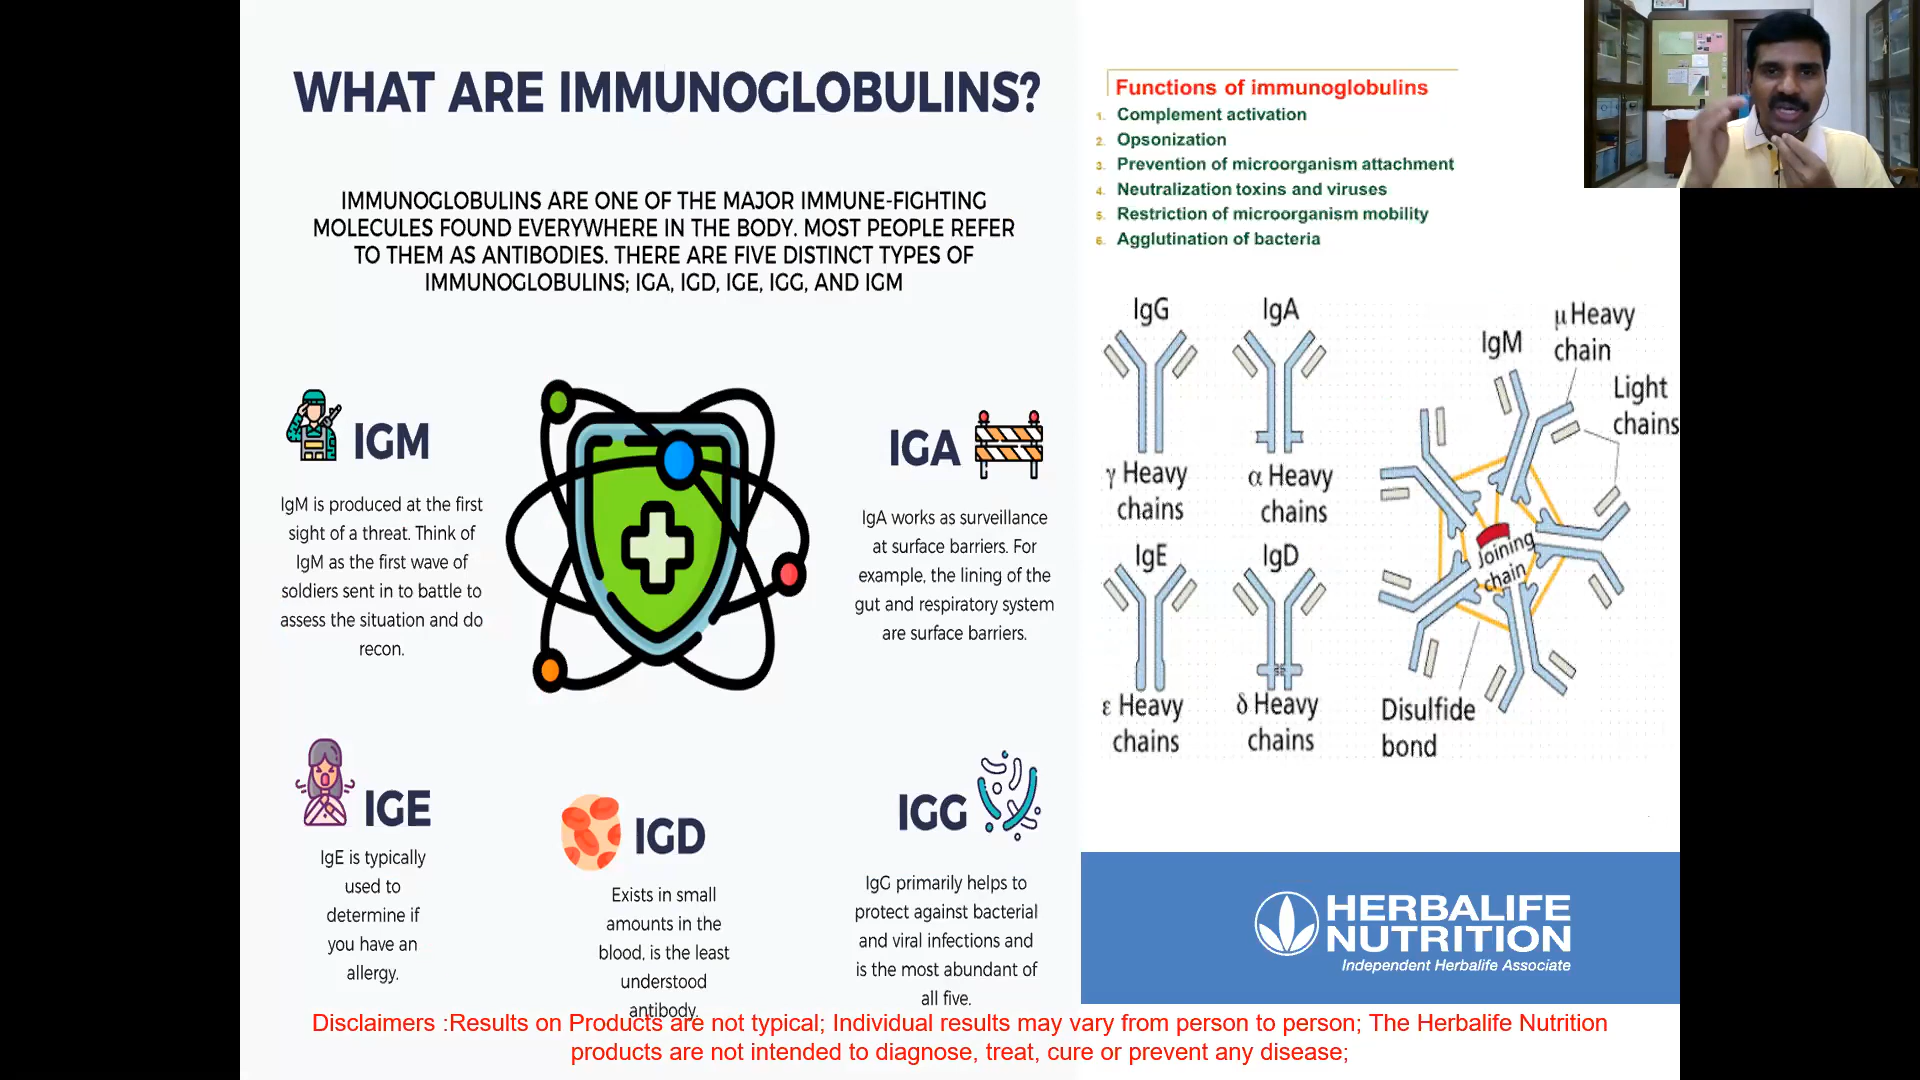 WHAT ARE IMMUNOGLOBULINS?
IMMUNOGLOBULINS ARE ONE OF THE MAJOR IMMUNE-FIGHTING
MOLECULES FOUND EVERYWHERE IN THE BODY. MOST PEOPLE REFER
TO THEM AS ANTIBODIES. THERE ARE FIVE DISTINCT TYPES OF
IMMUNOGLOBULINS; IGA, IGD, IGE, IGG, AND IGM
IGM
IgM is produced at the first
sight of a threat. Think of
IgM as the first wave of
soldiers sent in to battle to
assess the situation and do
recon.
IGA
IgA works as surveillance
at surface barriers. For
example, the lining of the
gut and respiratory system
are surface barriers.
IGE
IgE is typically
used to
determine if
you have an
allergy.
IGD
Exists in small
amounts in the
blood, is the least
understood
antibody.
IGG
IgG primarily helps to
protect against bacterial
and viral infections and
is the most abundant of
all five.
Functions of immunoglobulins
1. Complement activation
2. Opsonization
3. Prevention of microorganism attachment
4. Neutralization toxins and viruses
5. Restriction of microorganism mobility
6. Agglutination of bacteria
IgG
γ Heavy
chains
IgA
α Heavy
chains
IgM
μ Heavy
chain
Light
chains
Joining
chain
IgE
ε Heavy
chains
IgD
δ Heavy
chains
Disulfide
bond
HERBALIFE
NUTRITION
Independent Herbalife Associate
Disclaimers :Results on Products are not typical; Individual results may vary from person to person; The Herbalife Nutrition
products are not intended to diagnose, treat, cure or prevent any disease;